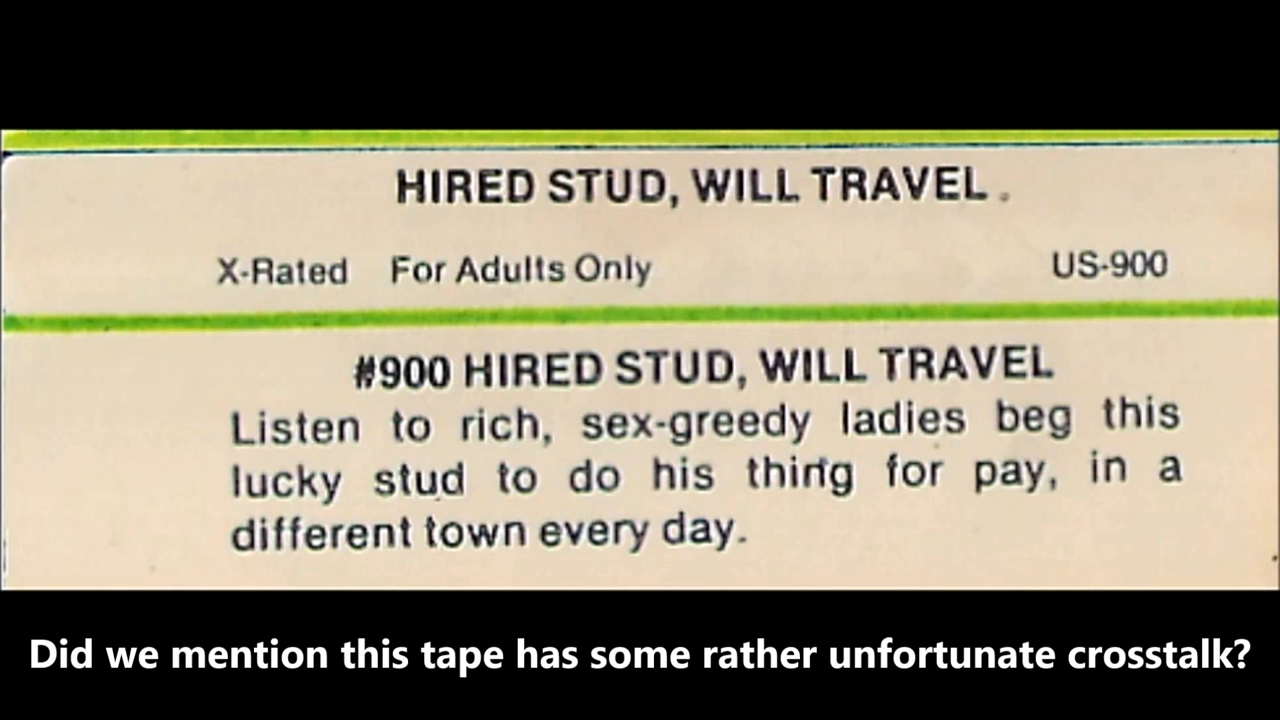 HIRED STUD, WILL TRAVEL.
X-Rated For Adults Only US-900
#900 HIRED STUD, WILL TRAVEL
Listen to rich, sex-greedy ladies beg this
lucky stud to do his thing for pay, in a
different town every day.
Did we mention this tape has some rather unfortunate crosstalk?